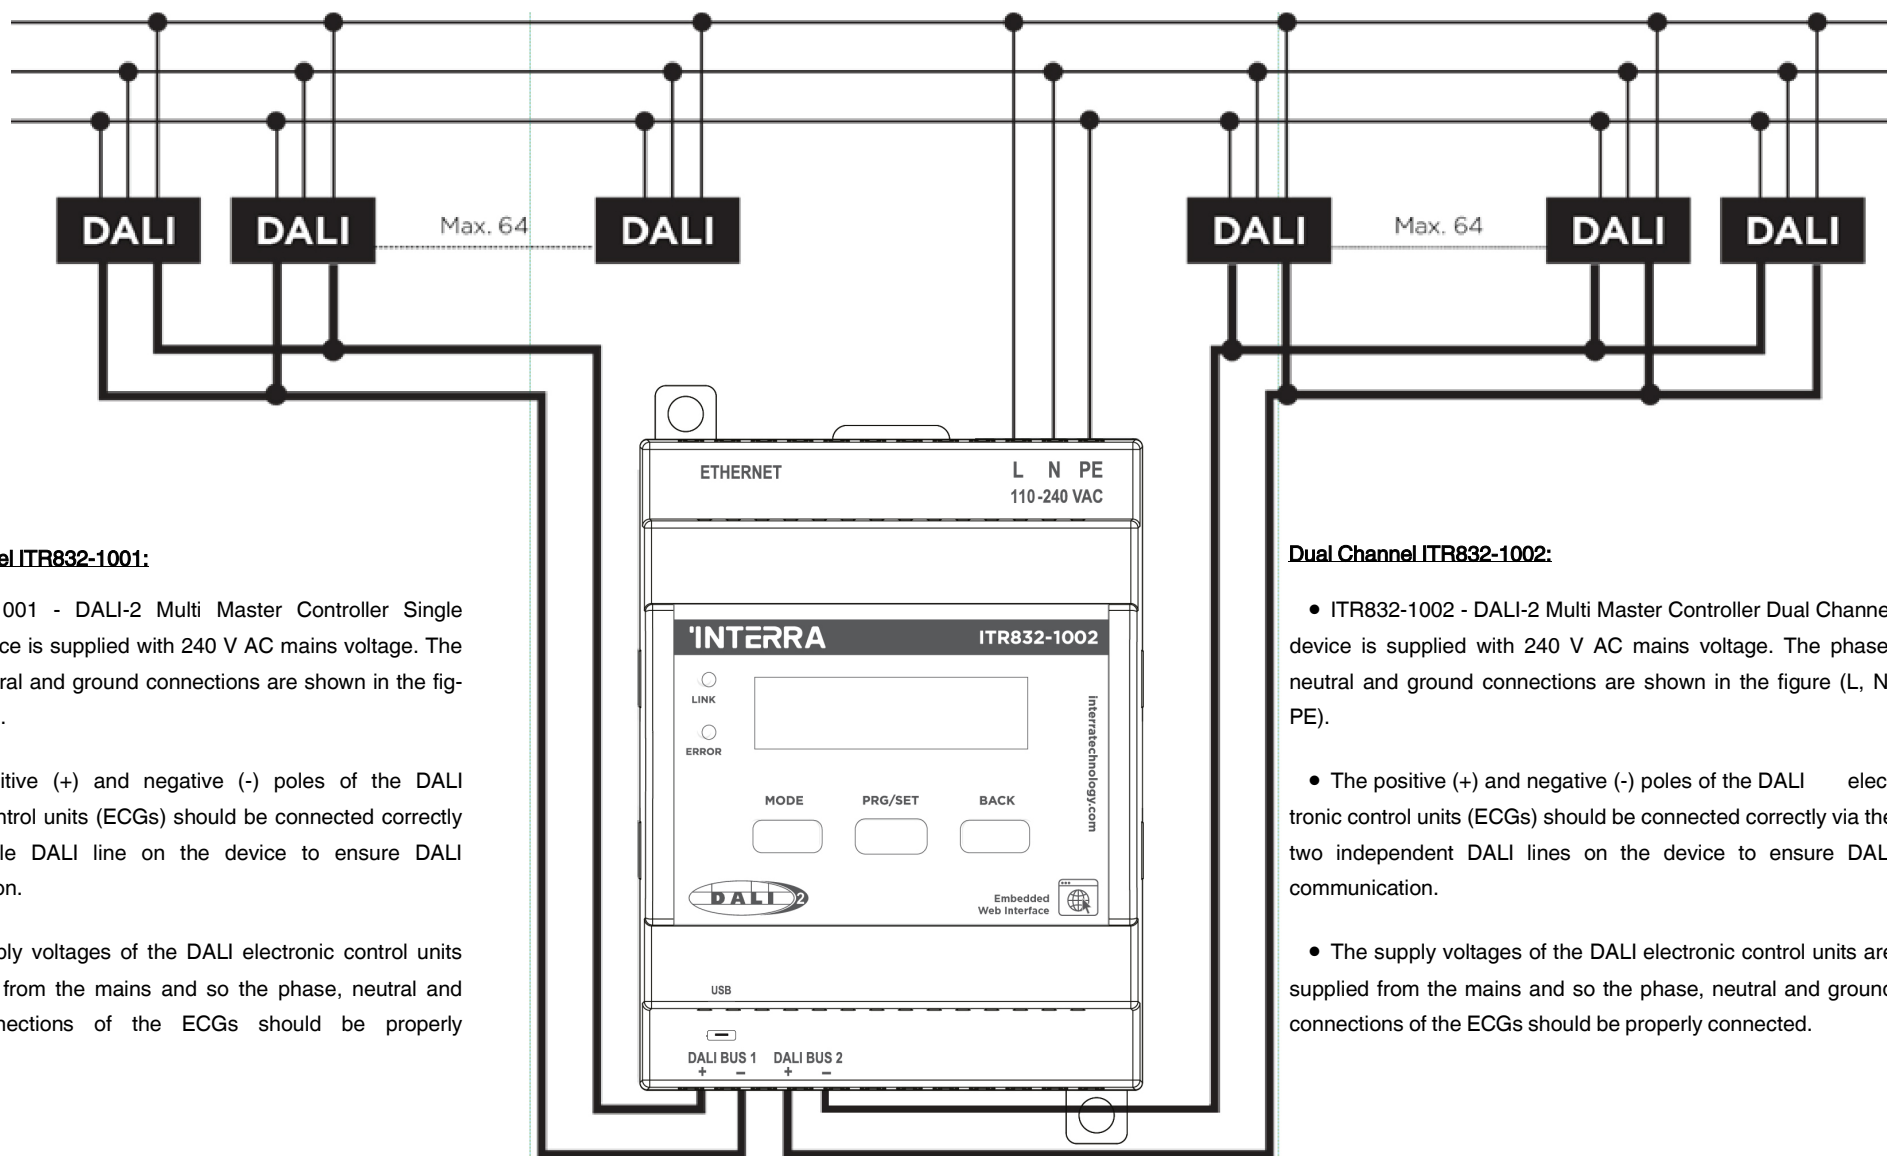 DALI
DALI
Max. 64
DALI
DALI
Max. 64
DALI
DALI
ETHERNET
L N PE
110-240 VAC
el ITR832-1001:
001 - DALI-2 Multi Master Controller Single
ce is supplied with 240 V AC mains voltage. The
ral and ground connections are shown in the fig-
.
itive (+) and negative (-) poles of the DALI
ntrol units (ECGs) should be connected correctly
le DALI line on the device to ensure DALI
on.
ly voltages of the DALI electronic control units
from the mains and so the phase, neutral and
nections of the ECGs should be properly
'INTERRA
ITR832-1002
LINK
ERROR
interratechnology.com
MODE
PRG/SET
BACK
DALI 2
Embedded
Web Interface
USB
DALI BUS 1 DALI BUS 2
+ – + –
Dual Channel ITR832-1002:
• ITR832-1002 - DALI-2 Multi Master Controller Dual Channe
device is supplied with 240 V AC mains voltage. The phase
neutral and ground connections are shown in the figure (L, N
PE).
• The positive (+) and negative (-) poles of the DALI elec
tronic control units (ECGs) should be connected correctly via the
two independent DALI lines on the device to ensure DAL
communication.
• The supply voltages of the DALI electronic control units are
supplied from the mains and so the phase, neutral and ground
connections of the ECGs should be properly connected.